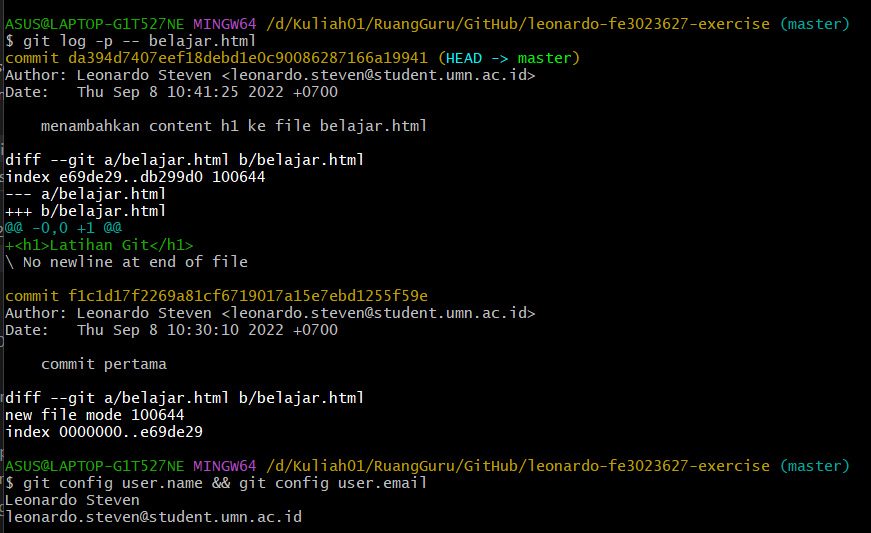 ASUS@LAPTOP-G1T527NE MINGW64 /d/Kuliah01/RuangGuru/GitHub/leonardo-fe3023627-exercise (master)
$ git log -p -- belajar.html
commit da394d7407eef18debd1e0c90086287166a19941 (HEAD -> master)
Author: Leonardo Steven <leonardo.steven@student.umn.ac.id>
Date:   Thu Sep 8 10:41:25 2022 +0700

    menambahkan content h1 ke file belajar.html

diff --git a/belajar.html b/belajar.html
index e69de29..db299d0 100644
--- a/belajar.html
+++ b/belajar.html
@@ -0,0 +1 @@
+<h1>Latihan Git</h1>
\ No newline at end of file

commit f1c1d17f2269a81cf6719017a15e7ebd1255f59e
Author: Leonardo Steven <leonardo.steven@student.umn.ac.id>
Date:   Thu Sep 8 10:30:10 2022 +0700

    commit pertama

diff --git a/belajar.html b/belajar.html
new file mode 100644
index 0000000..e69de29

ASUS@LAPTOP-G1T527NE MINGW64 /d/Kuliah01/RuangGuru/GitHub/leonardo-fe3023627-exercise (master)
$ git config user.name && git config user.email
Leonardo Steven
leonardo.steven@student.umn.ac.id